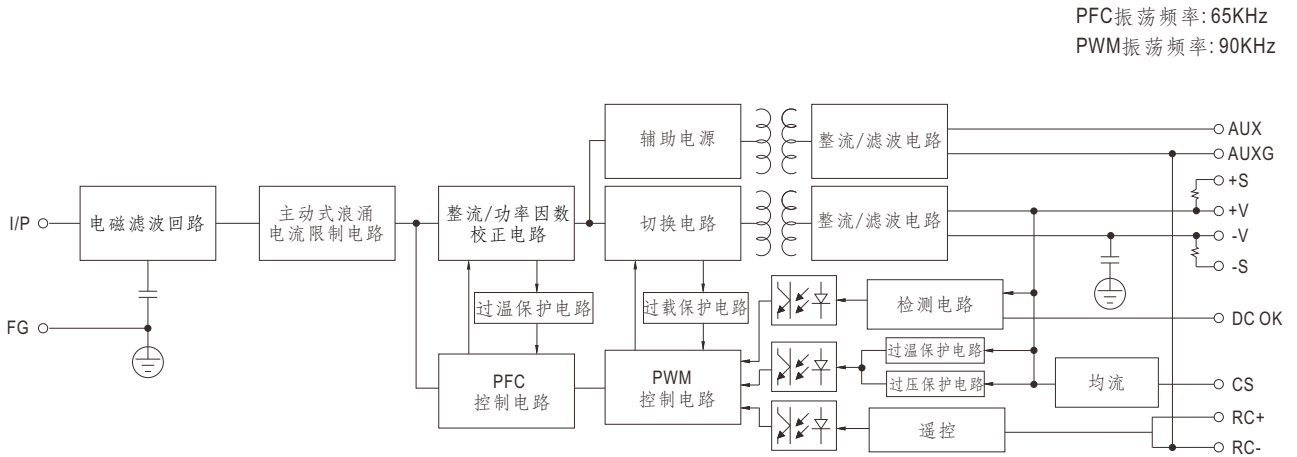 PFC振荡频率: 65KHz
PWM振荡频率: 90KHz
辅助电源
整流/滤波电路
AUX
AUXG
+S
I/P
电磁滤波回路
主动式浪涌
电流限制电路
整流/功率因数
校正电路
切换电路
整流/滤波电路
+V
-V
-S
过温保护电路
过载保护电路
检测电路
DC OK
FG
PFC
控制电路
PWM
控制电路
过温保护电路
过压保护电路
均流
CS
遥控
RC+
RC-